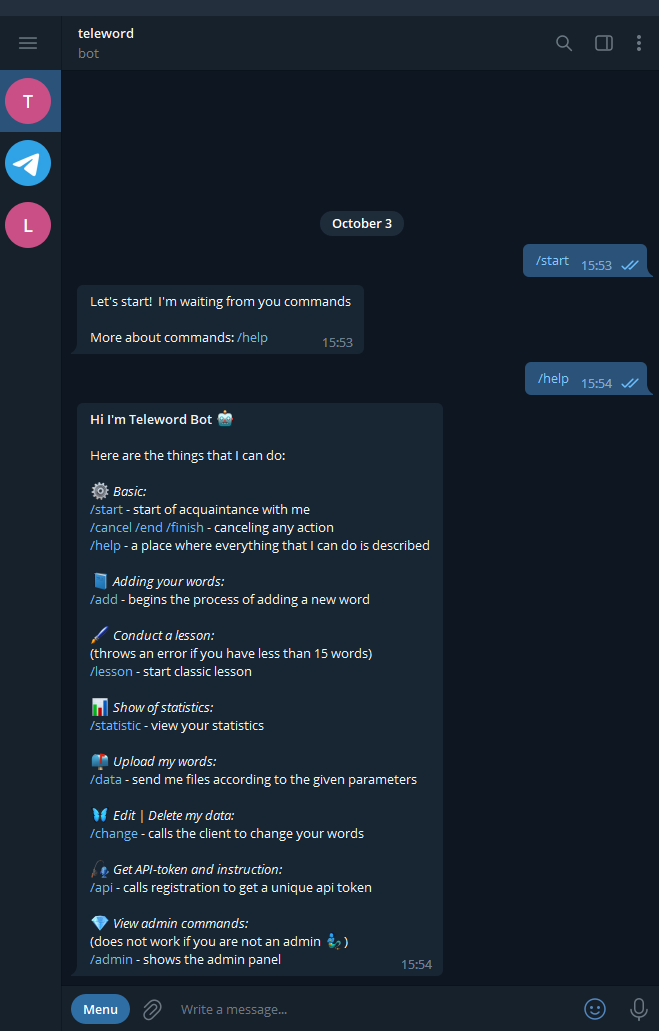 teleword
bot
T
L
October 3
/start 15:53
Let's start! I'm waiting from you commands
More about commands: /help
15:53
/help 15:54
Hi I'm Teleword Bot 🤖
Here are the things that I can do:
⚙️ Basic:
/start - start of acquaintance with me
/cancel /end /finish - canceling any action
/help - a place where everything that I can do is described
📘 Adding your words:
/add - begins the process of adding a new word
🖌️ Conduct a lesson:
(throws an error if you have less than 15 words)
/lesson - start classic lesson
📊 Show of statistics:
/statistic - view your statistics
📬 Upload my words:
/data - send me files according to the given parameters
🦋 Edit | Delete my data:
/change - calls the client to change your words
🎣 Get API-token and instruction:
/api - calls registration to get a unique api token
💎 View admin commands:
(does not work if you are not an admin 🧞‍♂️ )
/admin - shows the admin panel
15:54
Menu
Write a message...